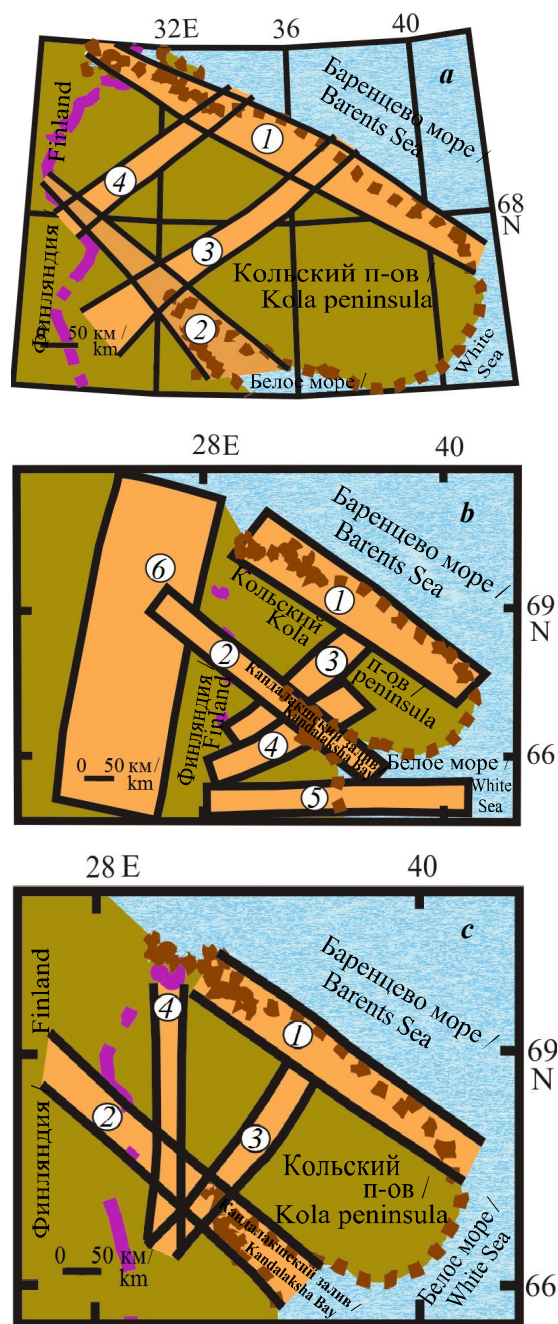 32E 36 40
a
Баренцево море /
Barents Sea
Finland
1
4
68
N
3
Кольский п-ов /
Kola peninsula
Финляндия /
50 км /
km
2
Белое море /
White
Sea
28E 40
b
Баренцево море /
Barents Sea
6
1
69
N
Кольский
Kola
2
3
п-ов /
peninsula
Кандалакшский залив
Kandalaksha Bay
Финляндия /
Finland
4
66
0 50 км /
km
Белое море /
White
Sea
5
28 E 40
c
Баренцево море /
Barents Sea
Finland
4
1
69
N
2
3
Кольский
п-ов /
Kola peninsula
Финляндия /
Кандалакшский залив /
Kandalaksha Bay
0 50 км /
km
Белое море /
White Sea
66